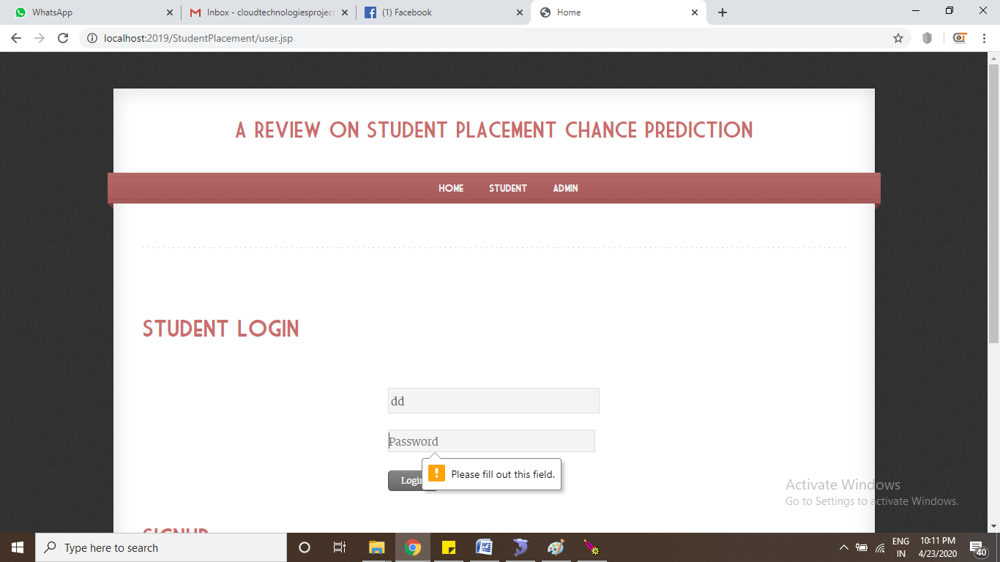 WhatsApp
Inbox - cloudtechnologiesproject
(1) Facebook
Home
localhost:2019/StudentPlacement/user.jsp
A REVIEW ON STUDENT PLACEMENT CHANCE PREDICTION
HOME STUDENT ADMIN
STUDENT LOGIN
dd
Password
Please fill out this field.
Login
Activate Windows
Go to Settings to activate Windows.
SIGNUP
Type here to search
ENG
IN
10:11 PM
4/23/2020
40